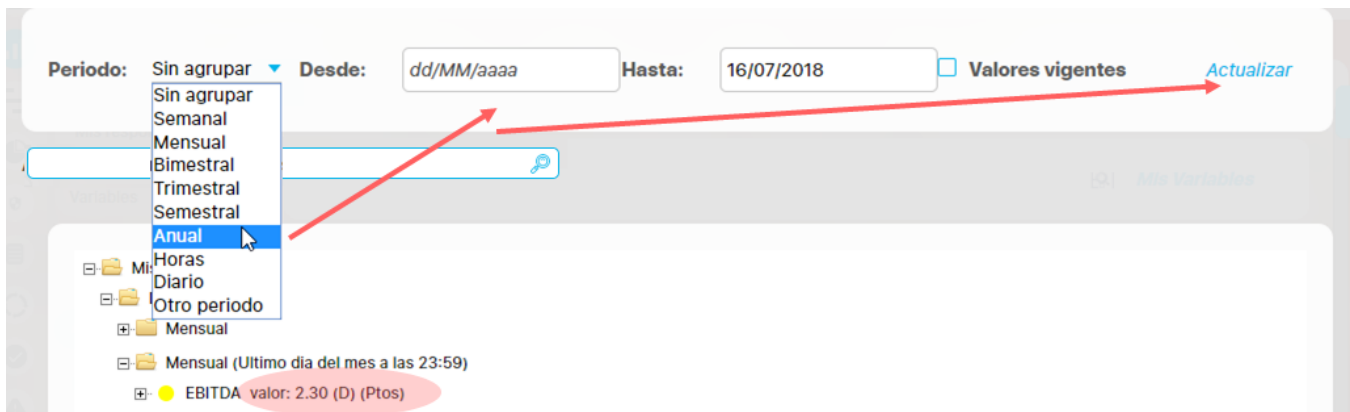 Periodo: Sin agrupar Desde: dd/MM/aaaa Hasta: 16/07/2018 Valores vigentes Actualizar
Sin agrupar
Semanal
Mensual
Bimestral
Trimestral
Semestral
Anual
Horas
Diario
Otro periodo
Mis Variables
Variables
Mensual
Mensual (Ultimo dia del mes a las 23:59)
EBITDA valor: 2.30 (D) (Ptos)